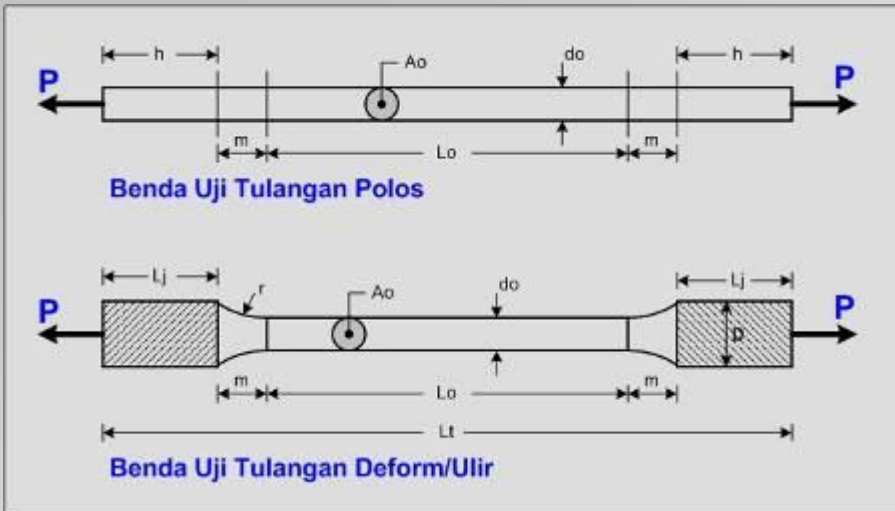 h
h
P
P
Ao
do
m
Lo
m
Benda Uji Tulangan Polos
Lj
Lj
r
P
P
Ao
do
D
m
Lo
m
Lt
Benda Uji Tulangan Deform/Ulir